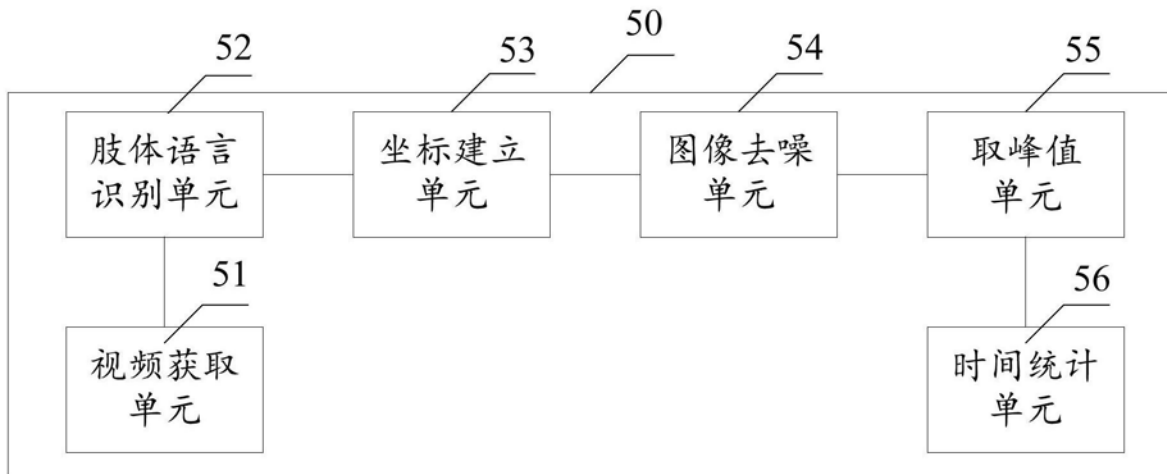 50
52
53
54
55
肢体语言
识别单元
坐标建立
单元
图像去噪
单元
取峰值
单元
51
56
视频获取
单元
时间统计
单元